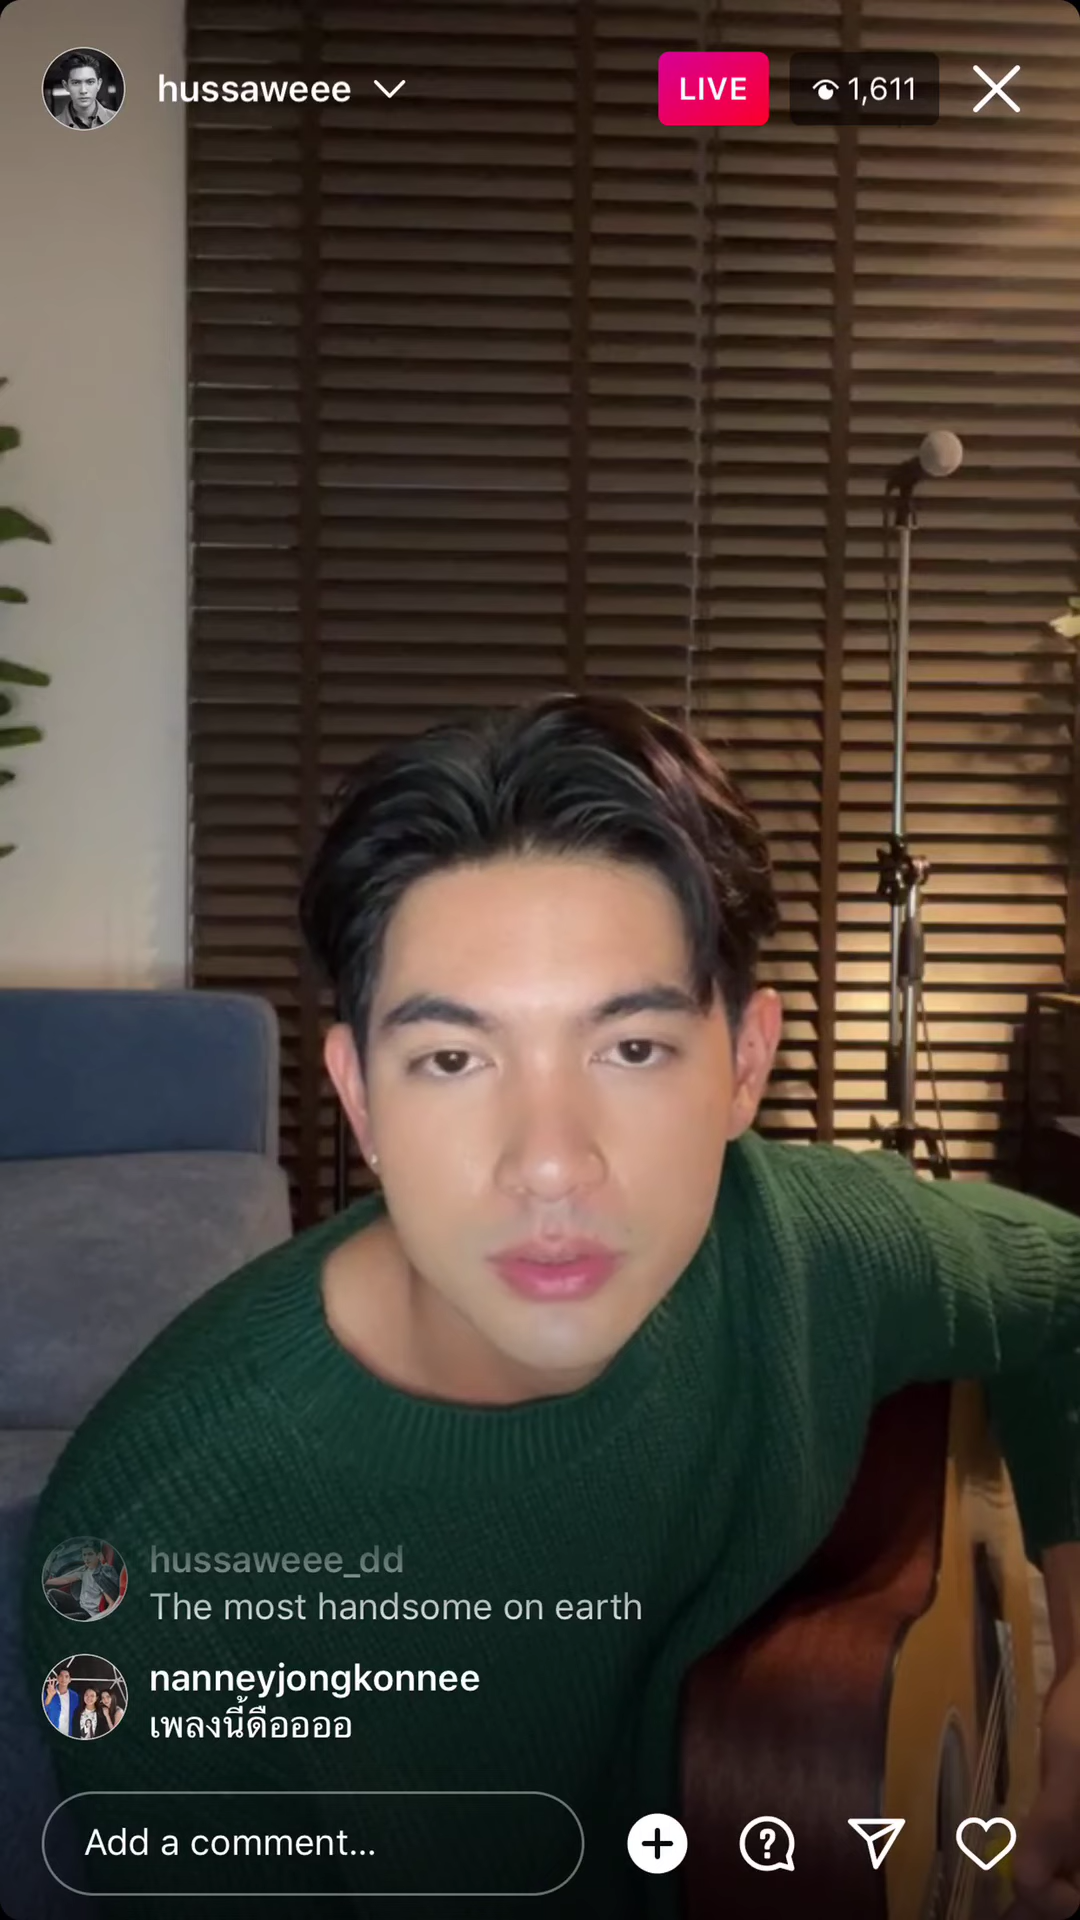 hussaweee
LIVE
1,611
hussaweee_dd
The most handsome on earth
nanneyjongkonnee
เพลงนี้ดืออออ
Add a comment...